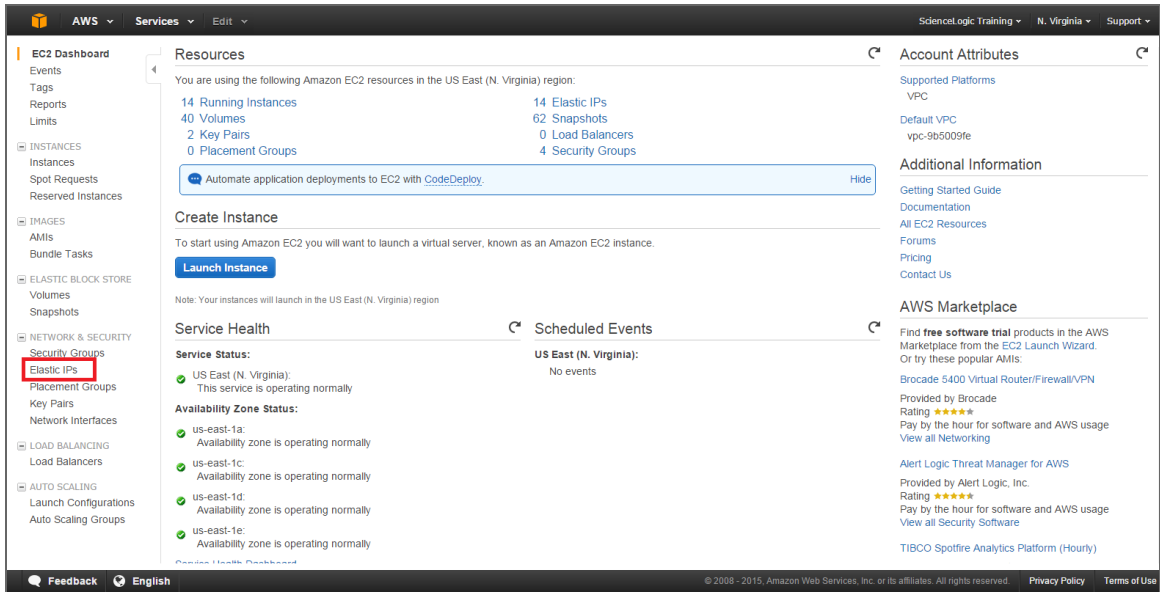 AWS Services Edit ScienceLogic Training N. Virginia Support
EC2 Dashboard
Events
Tags
Reports
Limits
INSTANCES
Instances
Spot Requests
Reserved Instances
IMAGES
AMIs
Bundle Tasks
ELASTIC BLOCK STORE
Volumes
Snapshots
NETWORK & SECURITY
Security Groups
Elastic IPs
Placement Groups
Key Pairs
Network Interfaces
LOAD BALANCING
Load Balancers
AUTO SCALING
Launch Configurations
Auto Scaling Groups
Resources
You are using the following Amazon EC2 resources in the US East (N. Virginia) region:
14 Running Instances 14 Elastic IPs
40 Volumes 62 Snapshots
2 Key Pairs 0 Load Balancers
0 Placement Groups 4 Security Groups
Automate application deployments to EC2 with CodeDeploy. Hide
Create Instance
To start using Amazon EC2 you will want to launch a virtual server, known as an Amazon EC2 instance.
Launch Instance
Note: Your instances will launch in the US East (N. Virginia) region
Service Health
Service Status:
US East (N. Virginia):
This service is operating normally
Availability Zone Status:
us-east-1a:
Availability zone is operating normally
us-east-1c:
Availability zone is operating normally
us-east-1d:
Availability zone is operating normally
us-east-1e:
Availability zone is operating normally
Service Health Dashboard
Scheduled Events
US East (N. Virginia):
No events
Account Attributes
Supported Platforms
VPC
Default VPC
vpc-9b5009fe
Additional Information
Getting Started Guide
Documentation
All EC2 Resources
Forums
Pricing
Contact Us
AWS Marketplace
Find free software trial products in the AWS
Marketplace from the EC2 Launch Wizard.
Or try these popular AMIs:
Brocade 5400 Virtual Router/Firewall/VPN
Provided by Brocade
Rating
Pay by the hour for software and AWS usage
View all Networking
Alert Logic Threat Manager for AWS
Provided by Alert Logic, Inc.
Rating
Pay by the hour for software and AWS usage
View all Security Software
TIBCO Spotfire Analytics Platform (Hourly)
Feedback English © 2008 - 2015, Amazon Web Services, Inc. or its affiliates. All rights reserved. Privacy Policy Terms of Use